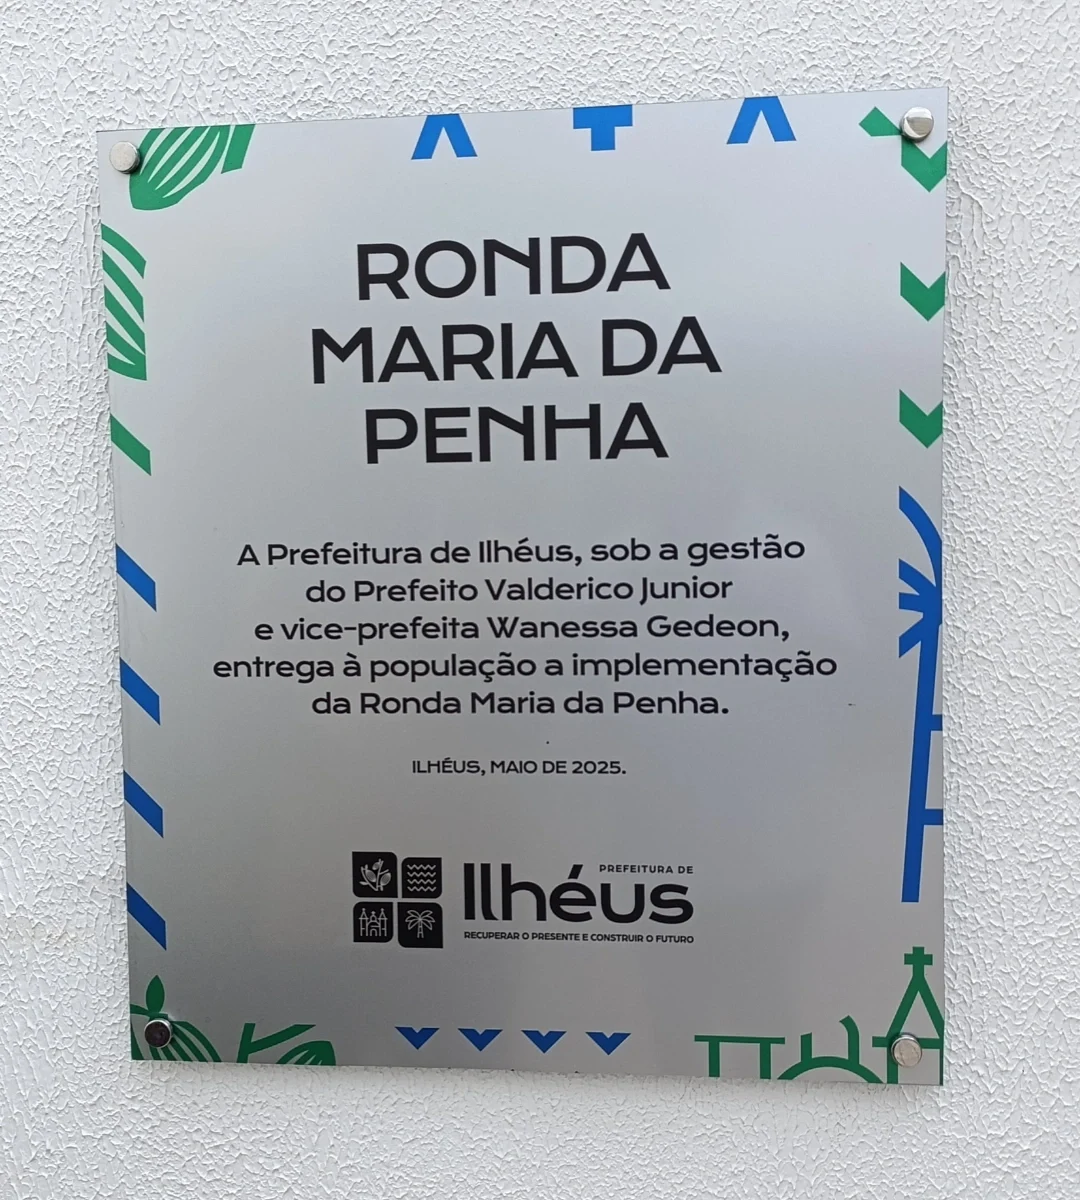 RONDA
MARIA DA
PENHA
A Prefeitura de Ilhéus, sob a gestão
do Prefeito Valderico Junior
e vice-prefeita Wanessa Gedeon,
entrega à população a implementação
da Ronda Maria da Penha.
ILHÉUS, MAIO DE 2025.
PREFEITURA DE
Ilhéus
RECUPERAR O PRESENTE E CONSTRUIR O FUTURO